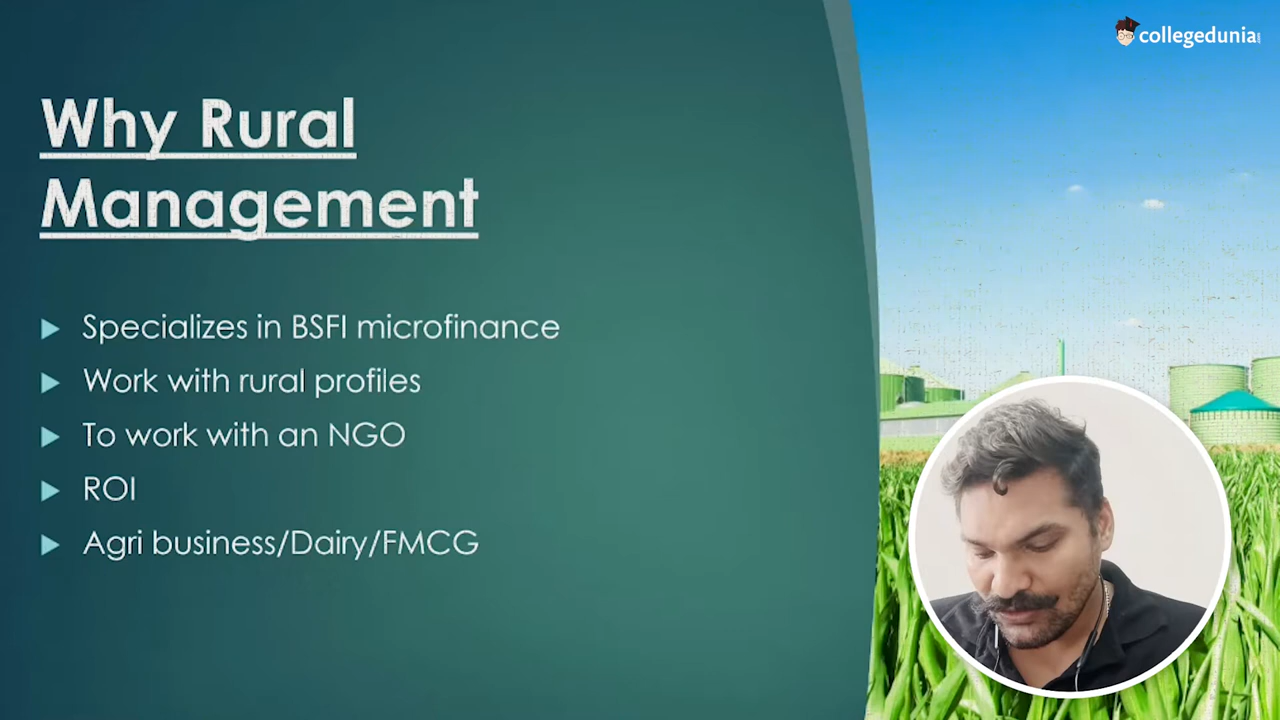 collegedunia
Why Rural
Management
Specializes in BSFI microfinance
Work with rural profiles
To work with an NGO
ROI
Agri business/Dairy/FMCG